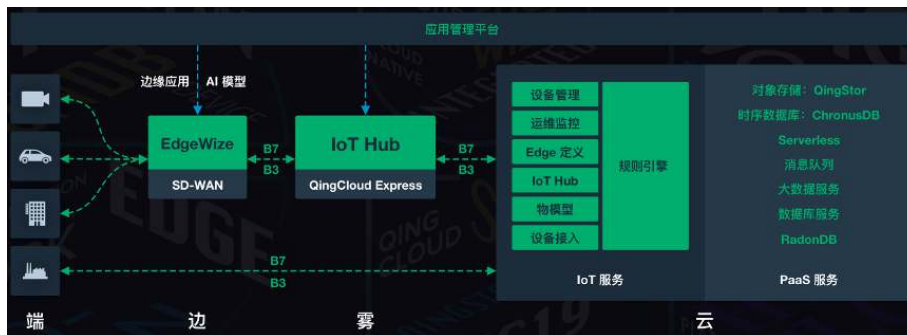 应用管理平台
边缘应用 AI 模型
EdgeWize
SD-WAN
B7
B3
IoT Hub
QingCloud Express
B7
B3
设备管理
运维监控
Edge 定义
IoT Hub
物模型
设备接入
规则引擎
IoT 服务
对象存储：QingStor
时序数据库：ChronusDB
Serverless
消息队列
大数据服务
数据库服务
RadonDB
PaaS 服务
B7
B3
端
边
雾
云